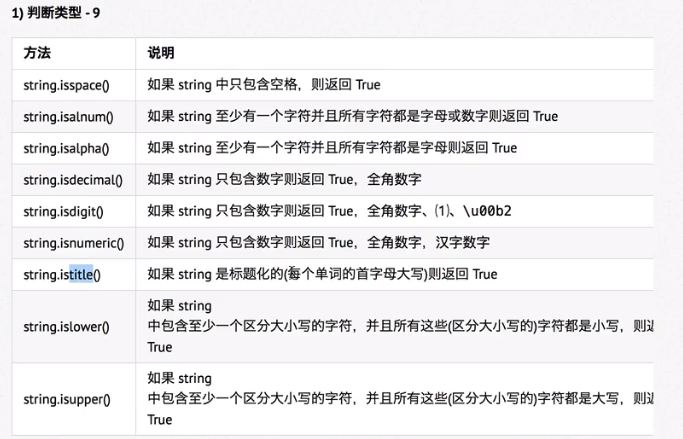 1) 判断类型 - 9
方法 说明
string.isspace() 如果 string 中只包含空格，则返回 True
string.isalnum() 如果 string 至少有一个字符并且所有字符都是字母或数字则返回 True
string.isalpha() 如果 string 至少有一个字符并且所有字符都是字母则返回 True
string.isdecimal() 如果 string 只包含数字则返回 True，全角数字
string.isdigit() 如果 string 只包含数字则返回 True，全角数字、⑴、\u00b2
string.isnumeric() 如果 string 只包含数字则返回 True，全角数字，汉字数字
string.istitle() 如果 string 是标题化的(每个单词的首字母大写)则返回 True
string.islower() 如果 string
中包含至少一个区分大小写的字符，并且所有这些(区分大小写的)字符都是小写，则
True
string.isupper() 如果 string
中包含至少一个区分大小写的字符，并且所有这些(区分大小写的)字符都是大写，则
True